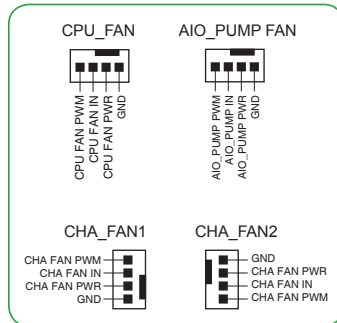 CPU_FAN
CPU FAN PWM
CPU FAN IN
CPU FAN PWR
GND
AIO_PUMP FAN
AIO_PUMP PWM
AIO_PUMP IN
AIO_PUMP PWR
GND
CHA_FAN1
CHA FAN PWM
CHA FAN IN
CHA FAN PWR
GND
CHA_FAN2
GND
CHA FAN PWR
CHA FAN IN
CHA FAN PWM